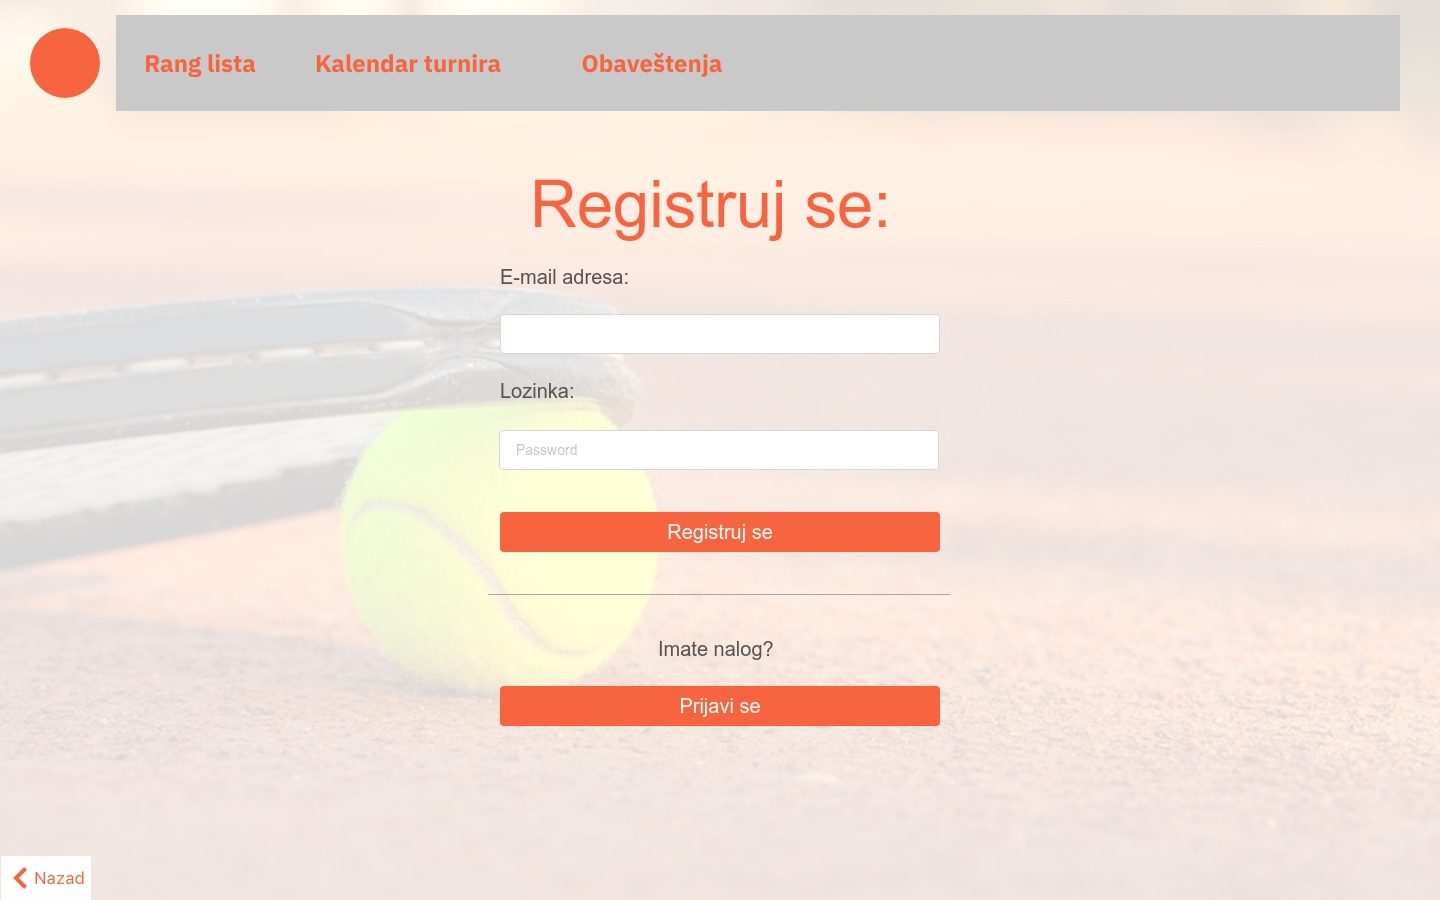 Rang lista Kalendar turnira Obaveštenja
Registruj se:
E-mail adresa:
Lozinka:
Password
Registruj se
Imate nalog?
Prijavi se
Nazad